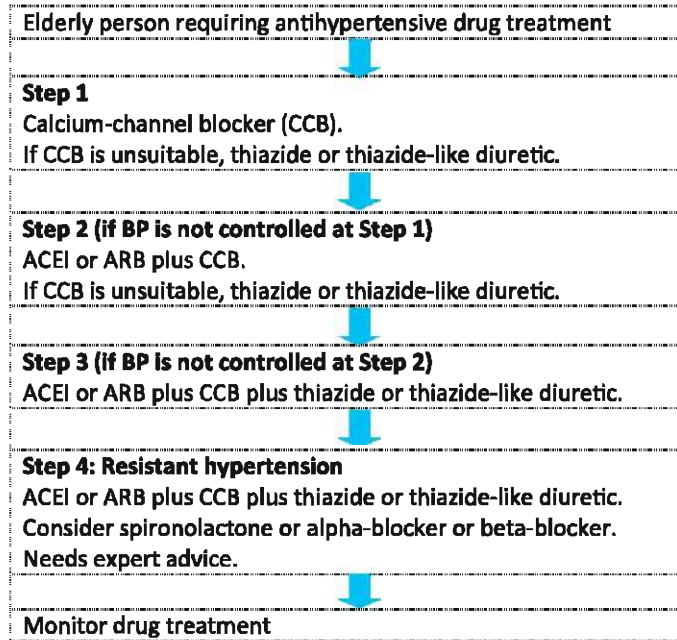 Elderly person requiring antihypertensive drug treatment
Step 1
Calcium-channel blocker (CCB).
If CCB is unsuitable, thiazide or thiazide-like diuretic.
Step 2 (if BP is not controlled at Step 1)
ACEI or ARB plus CCB.
If CCB is unsuitable, thiazide or thiazide-like diuretic.
Step 3 (if BP is not controlled at Step 2)
ACEI or ARB plus CCB plus thiazide or thiazide-like diuretic.
Step 4: Resistant hypertension
ACEI or ARB plus CCB plus thiazide or thiazide-like diuretic.
Consider spironolactone or alpha-blocker or beta-blocker.
Needs expert advice.
Monitor drug treatment